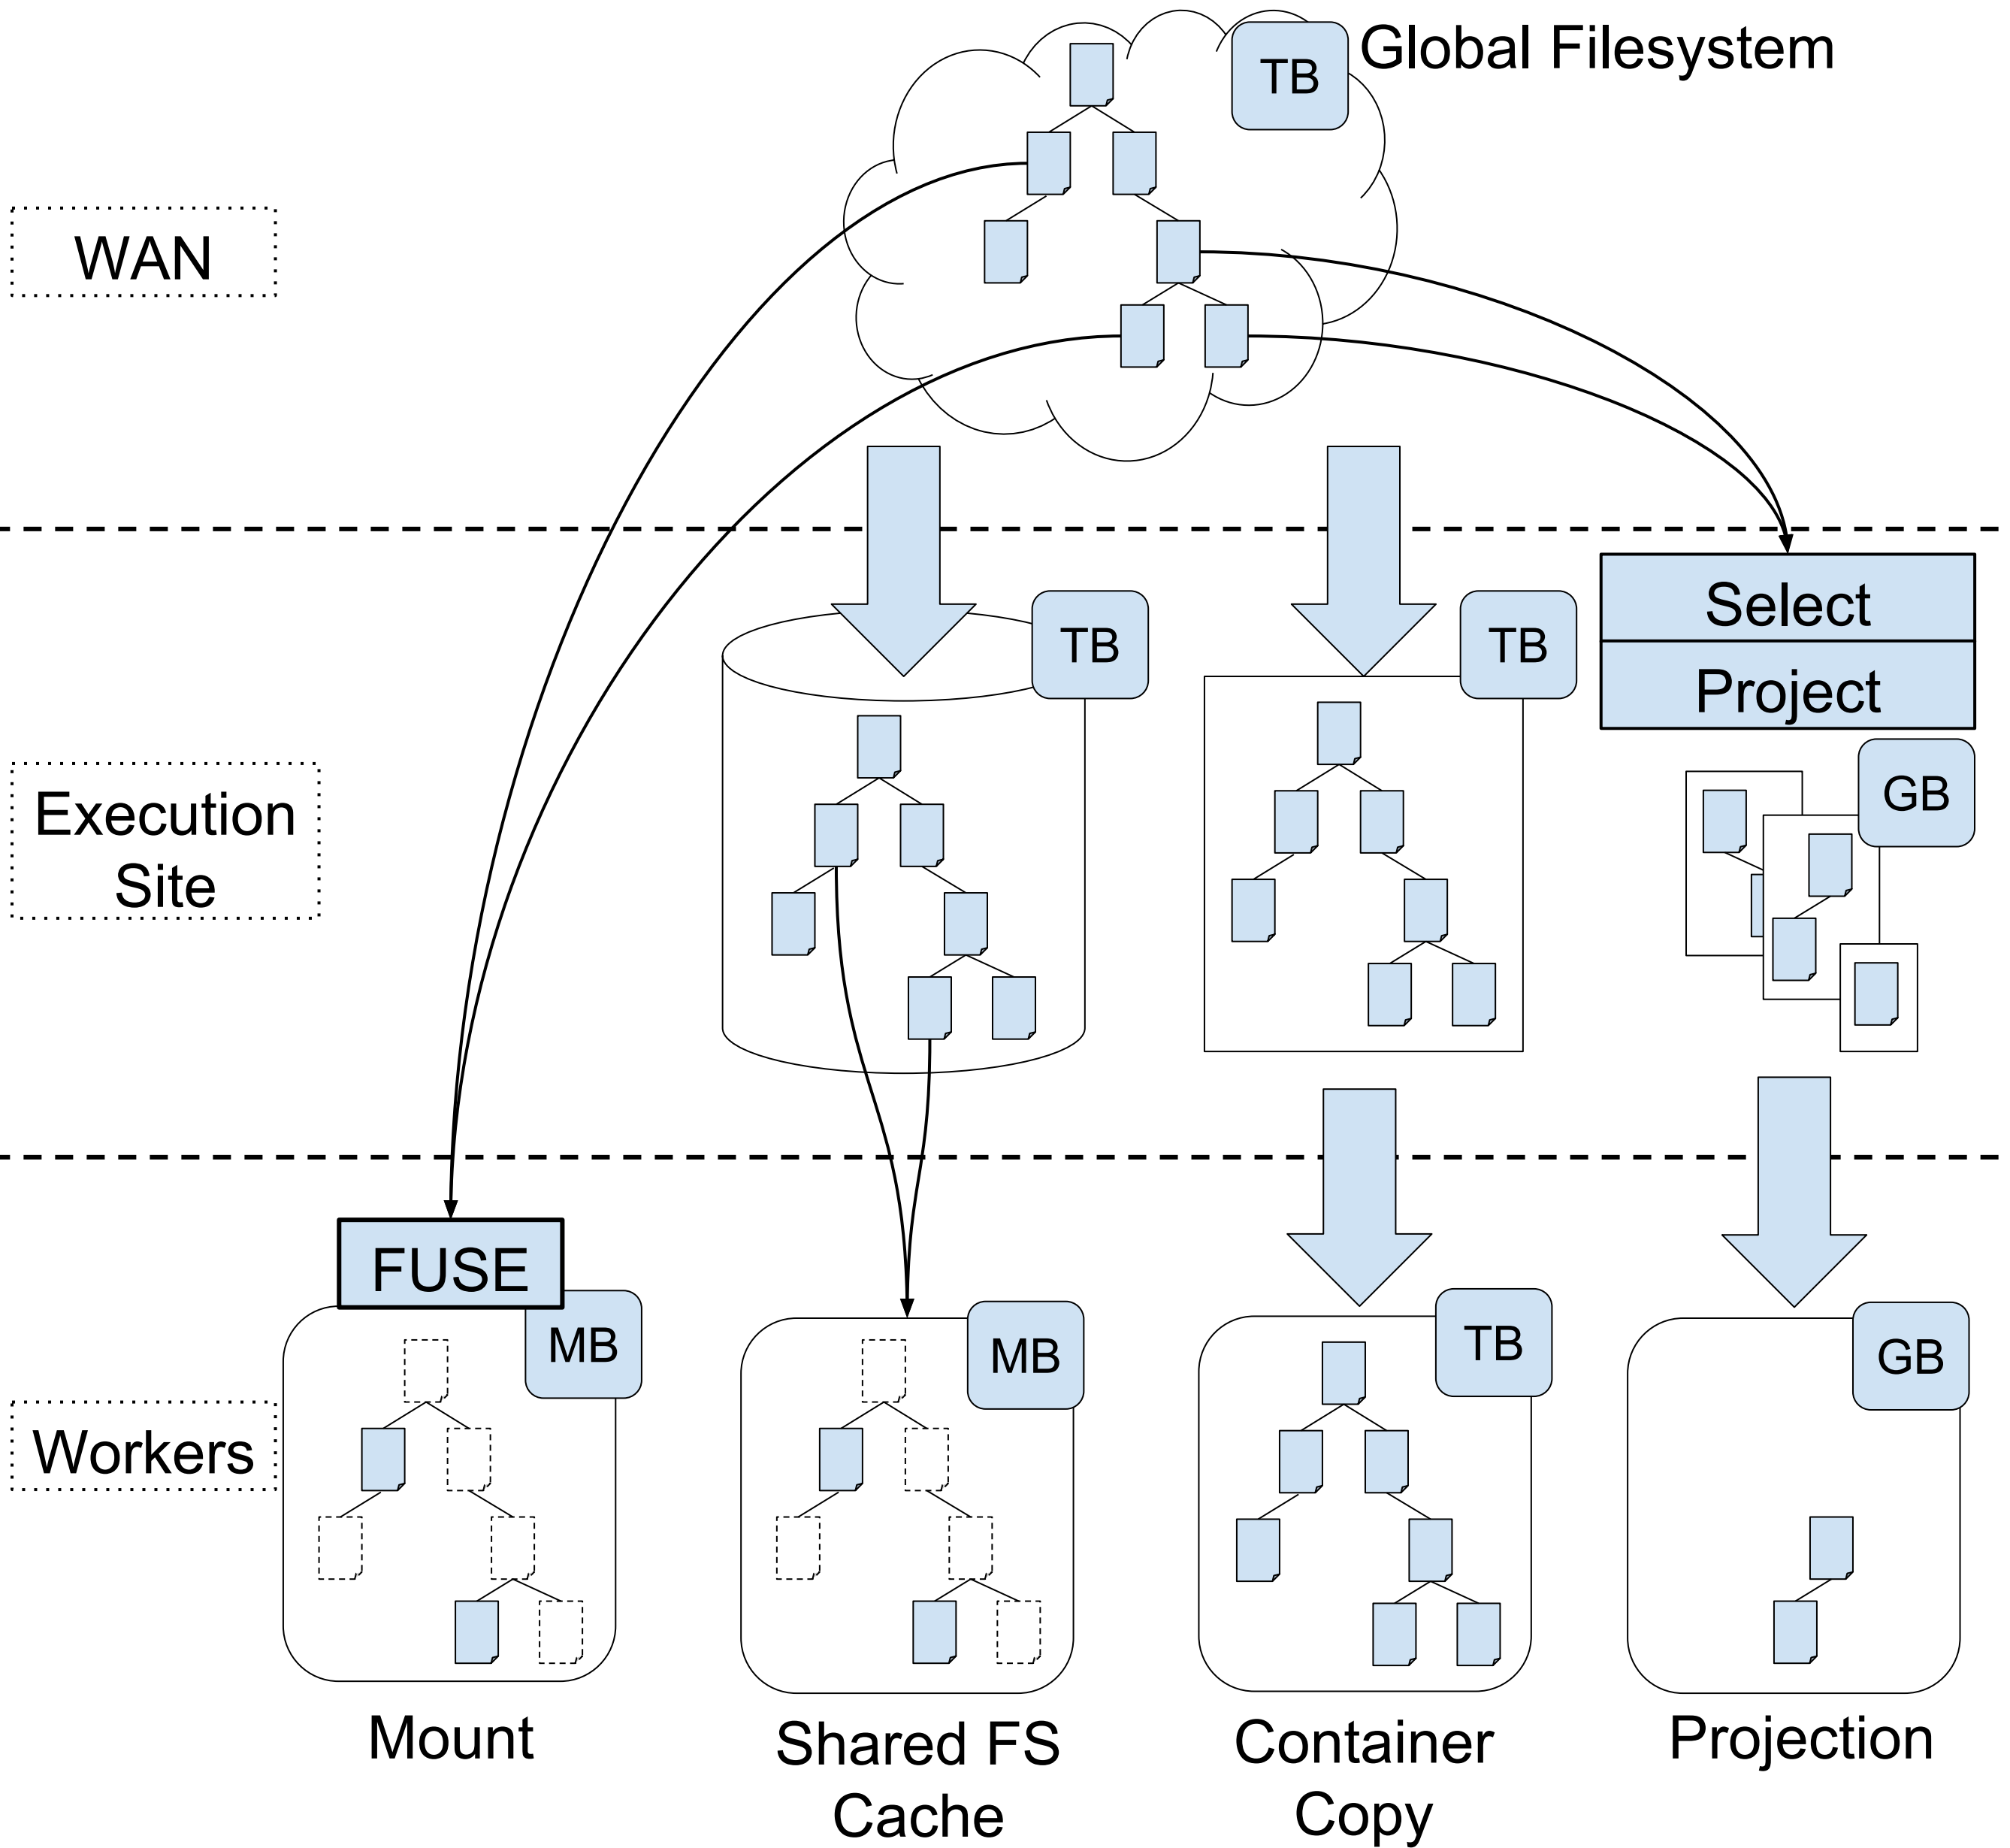 Global Filesystem
TB
WAN
TB
TB
Select
Project
GB
Execution
Site
FUSE
MB
MB
TB
GB
Workers
Mount
Shared FS
Cache
Container
Copy
Projection